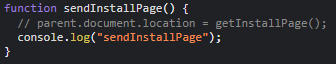 function sendInstallPage() {
  // parent.document.location = getInstallPage();
  console.log("sendInstallPage");
}